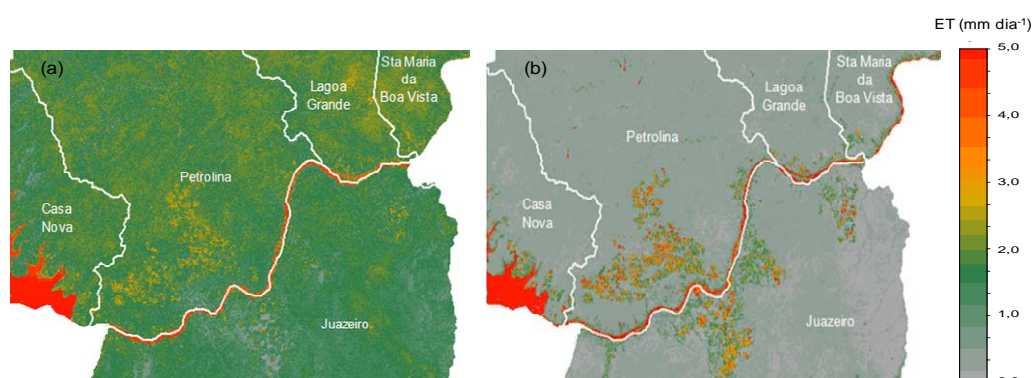 ET (mm dia⁻¹)
(a)
Sta Maria
da
Boa Vista
Lagoa
Grande
Petrolina
Casa
Nova
Juazeiro
(b)
Sta Maria
da
Boa Vista
Lagoa
Grande
Petrolina
Casa
Nova
Juazeiro
5,0
4,0
3,0
2,0
1,0